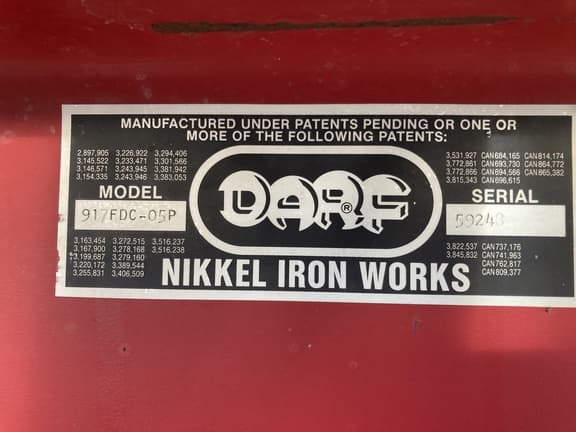 MANUFACTURED UNDER PATENTS PENDING OR ONE OR
MORE OF THE FOLLOWING PATENTS:
2,897,905 3,226,922 3,294,406
3,145,522 3,233,471 3,301,566
3,146,571 3,243,945 3,381,942
3,154,335 3,243,946 3,383,053
3,531,927 CAN684,165 CAN814,174
3,772,861 CAN693,730 CAN864,772
3,772,866 CAN694,566 CAN865,382
3,815,343 CAN696,615
MODEL
917FDC-05P
DARF®
SERIAL
59248
3,163,454 3,272,515 3,516,237
3,167,900 3,278,168 3,516,238
3,199,687 3,279,160
3,220,172 3,389,544
3,255,831 3,406,509
3,822,537 CAN737,176
3,845,832 CAN741,963
CAN762,817
CAN809,377
NIKKEL IRON WORKS